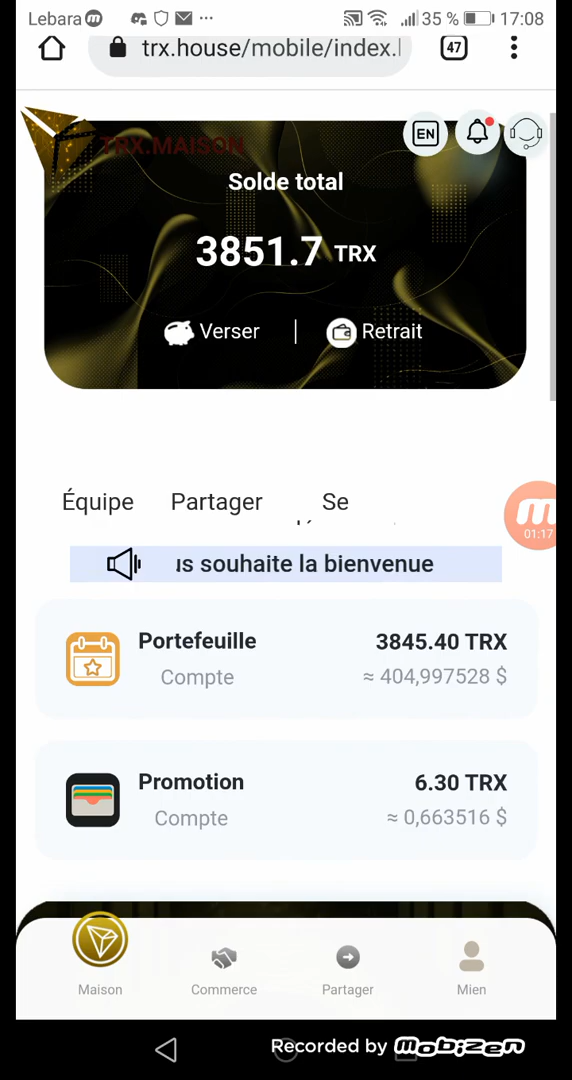 Lebara 35 % 17:08
trx.house/mobile/index. 47
TRX.MAISON EN
Solde total
3851.7 TRX
Verser | Retrait
Équipe Partager Se
us souhaite la bienvenue
01:17
Portefeuille 3845.40 TRX
Compte ≈ 404,997528 $
Promotion 6.30 TRX
Compte ≈ 0,663516 $
Maison Commerce Partager Mien
Recorded by mobizen